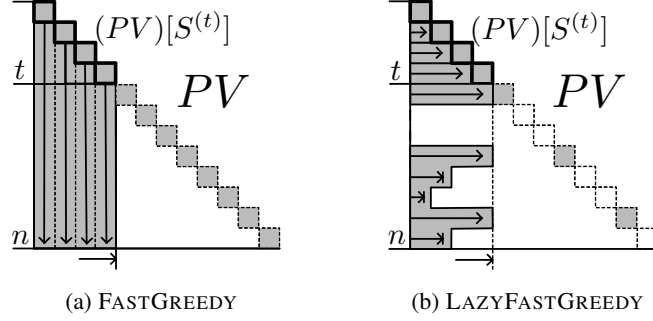 (PV)[S^{(t)}]
t
PV
n
(a) FASTGREEDY
(PV)[S^{(t)}]
t
PV
n
(b) LAZYFASTGREEDY